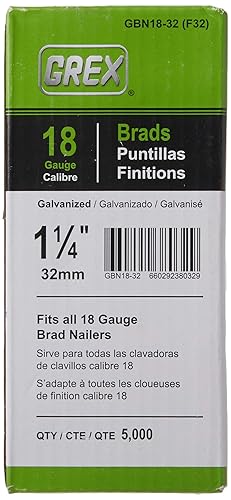 GBN18-32 (F32)
GREX
18
Gauge
Calibre
Brads
Puntillas
Finitions
Galvanized / Galvanizado / Galvanisé
1¼"
32mm
GBN18-32 660292380329
Fits all 18 Gauge
Brad Nailers
Sirve para todas las clavadoras
de clavillos calibre 18
S'adapte à toutes les cloueuses
de finition calibre 18
QTY / CTE / QTE 5,000